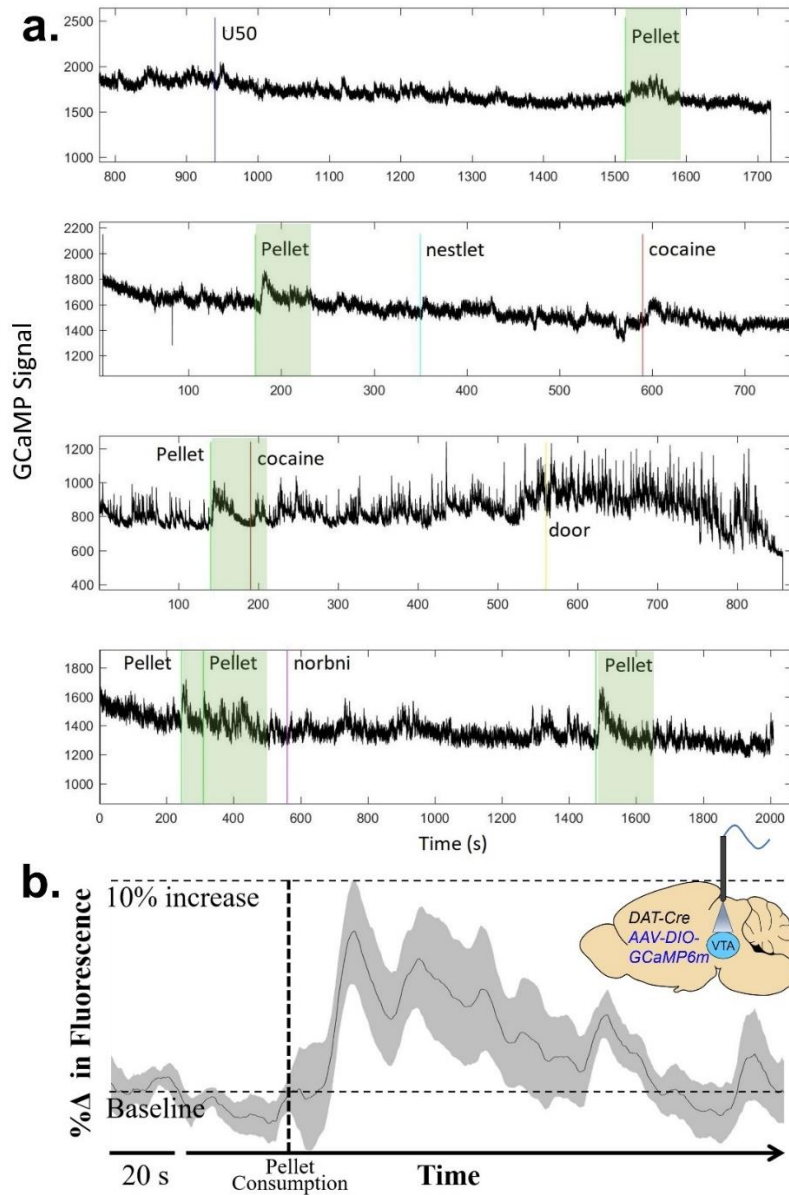 a.
2500
2000
1500
1000
U50
Pellet
800 900 1000 1100 1200 1300 1400 1500 1600 1700
2200
2000
1800
1600
1400
1200
Pellet
nestlet
cocaine
100 200 300 400 500 600 700
GCaMP Signal
1200
1000
800
600
400
Pellet
cocaine
door
100 200 300 400 500 600 700 800
1800
1600
1400
1200
1000
Pellet
Pellet
norbni
Pellet
0 200 400 600 800 1000 1200 1400 1600 1800 2000
Time (s)
b.
10% increase
%Δ in Fluorescence
Baseline
DAT-Cre
AAV-DIO-
GCaMP6m
VTA
20 s
Pellet
Consumption
Time